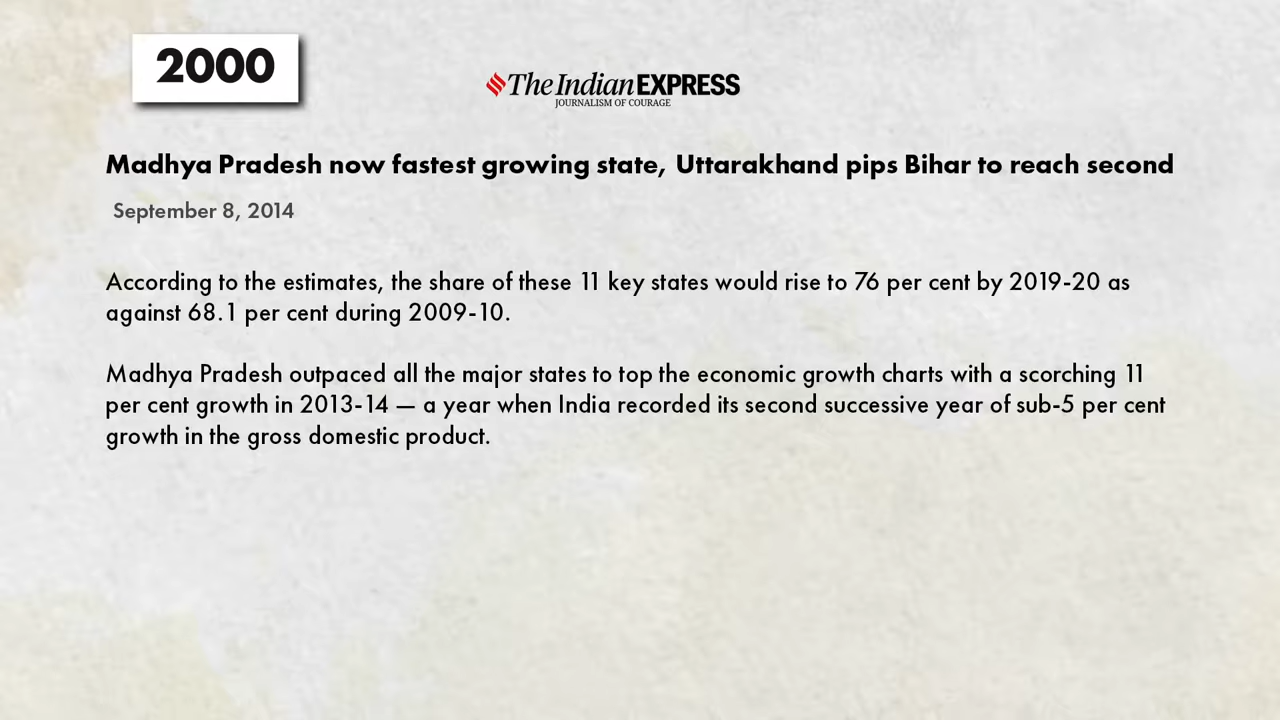 2000
The Indian EXPRESS
JOURNALISM OF COURAGE
Madhya Pradesh now fastest growing state, Uttarakhand pips Bihar to reach second
September 8, 2014
According to the estimates, the share of these 11 key states would rise to 76 per cent by 2019-20 as
against 68.1 per cent during 2009-10.
Madhya Pradesh outpaced all the major states to top the economic growth charts with a scorching 11
per cent growth in 2013-14 — a year when India recorded its second successive year of sub-5 per cent
growth in the gross domestic product.